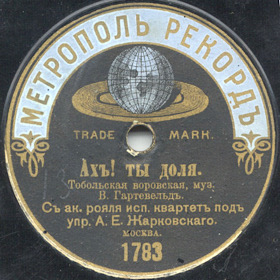 МЕТРОПОЛЬ РЕКОРДЪ
TRADE MARK.
Ахъ! ты доля.
Тобольская воровская, муз.
В. Гартевельдъ.
Съ ак. рояля исп. квартетъ подъ
упр. А. Е. Жарковскаго.
МОСКВА.
1783